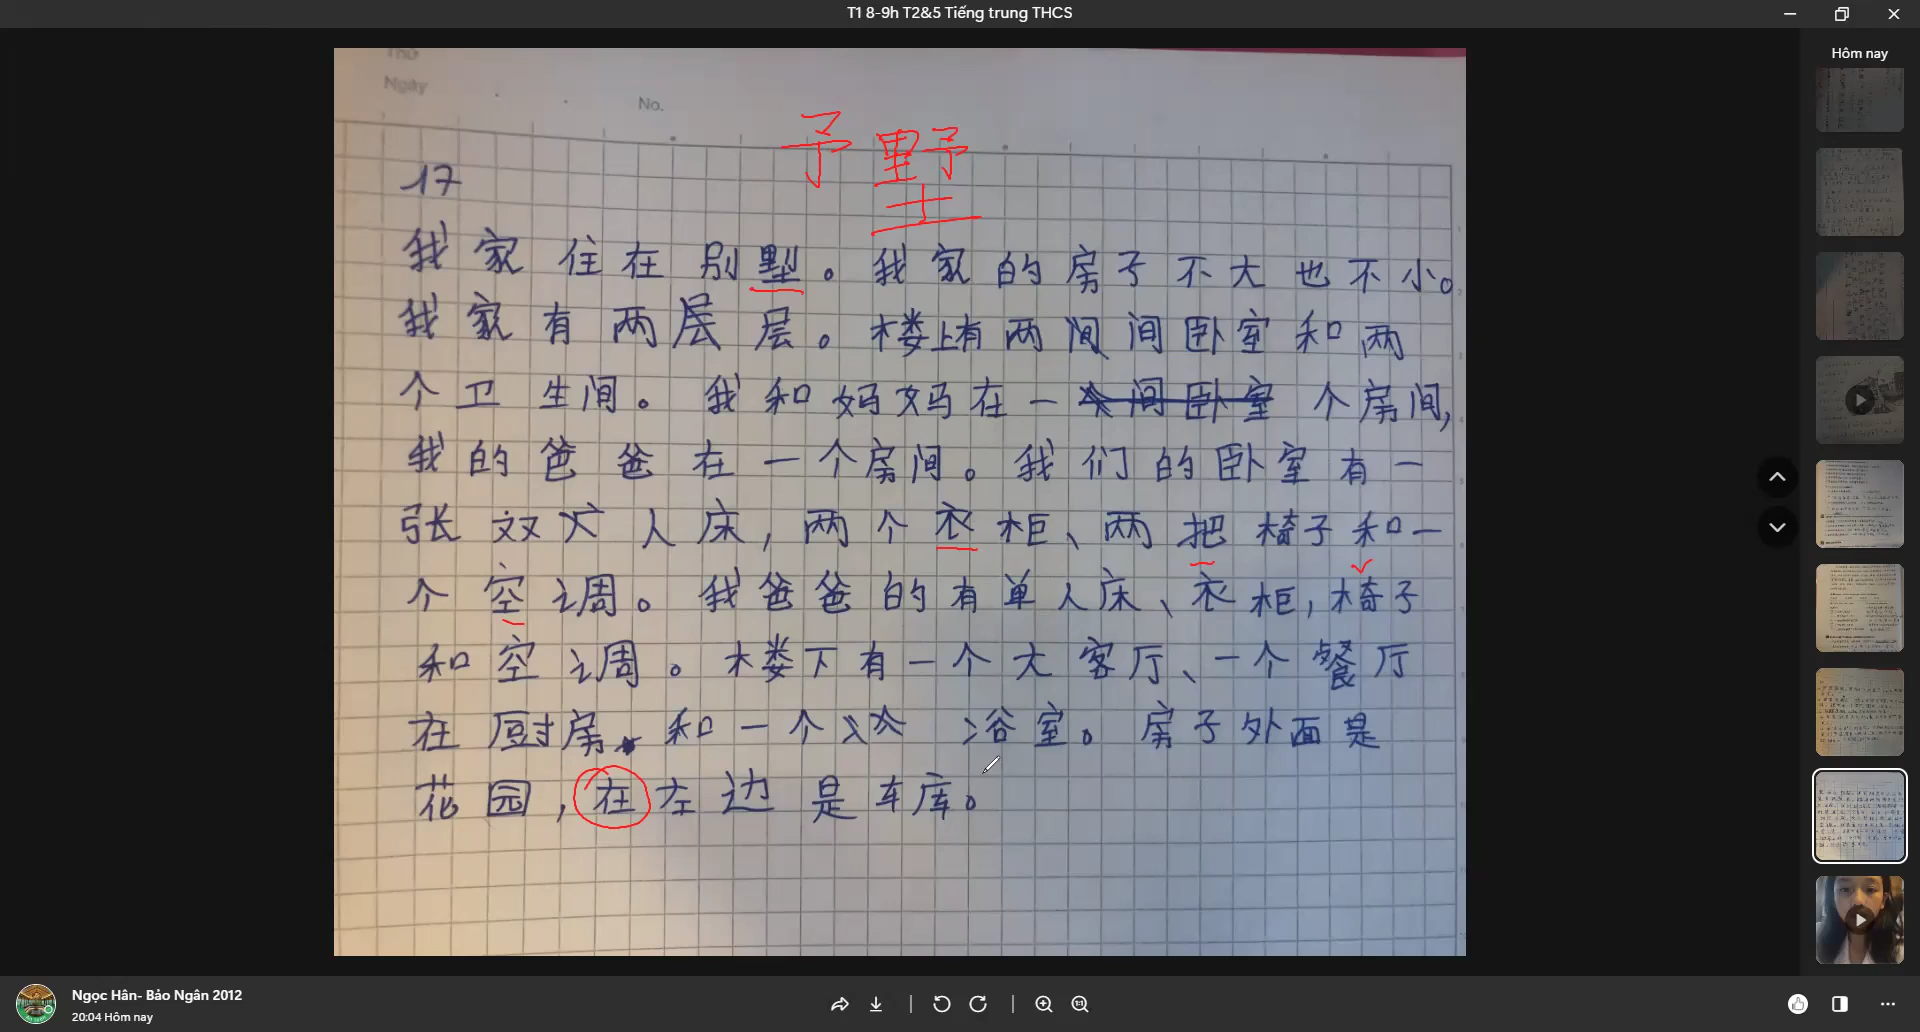 T1 8-9h T2&5 Tiếng trung THCS
Hôm nay
Thứ
Ngày
No.
予 野
土
17
我家住在别墅。我家的房子不大也不小。
我家有两层层。楼上有两间间卧室和两
个卫生间。我和妈妈在一个房间,
我的爸爸在一个房间。我们的卧室有一
张双人床,两个衣柜、两把椅子和一
个空调。我爸爸的有单人床、衣柜,椅子
和空调。楼下有一个大客厅、一个餐厅
在厨房和一个浴室。房子外面是
花园,在左边是车库。
Ngọc Hân- Bảo Ngân 2012
20:04 Hôm nay